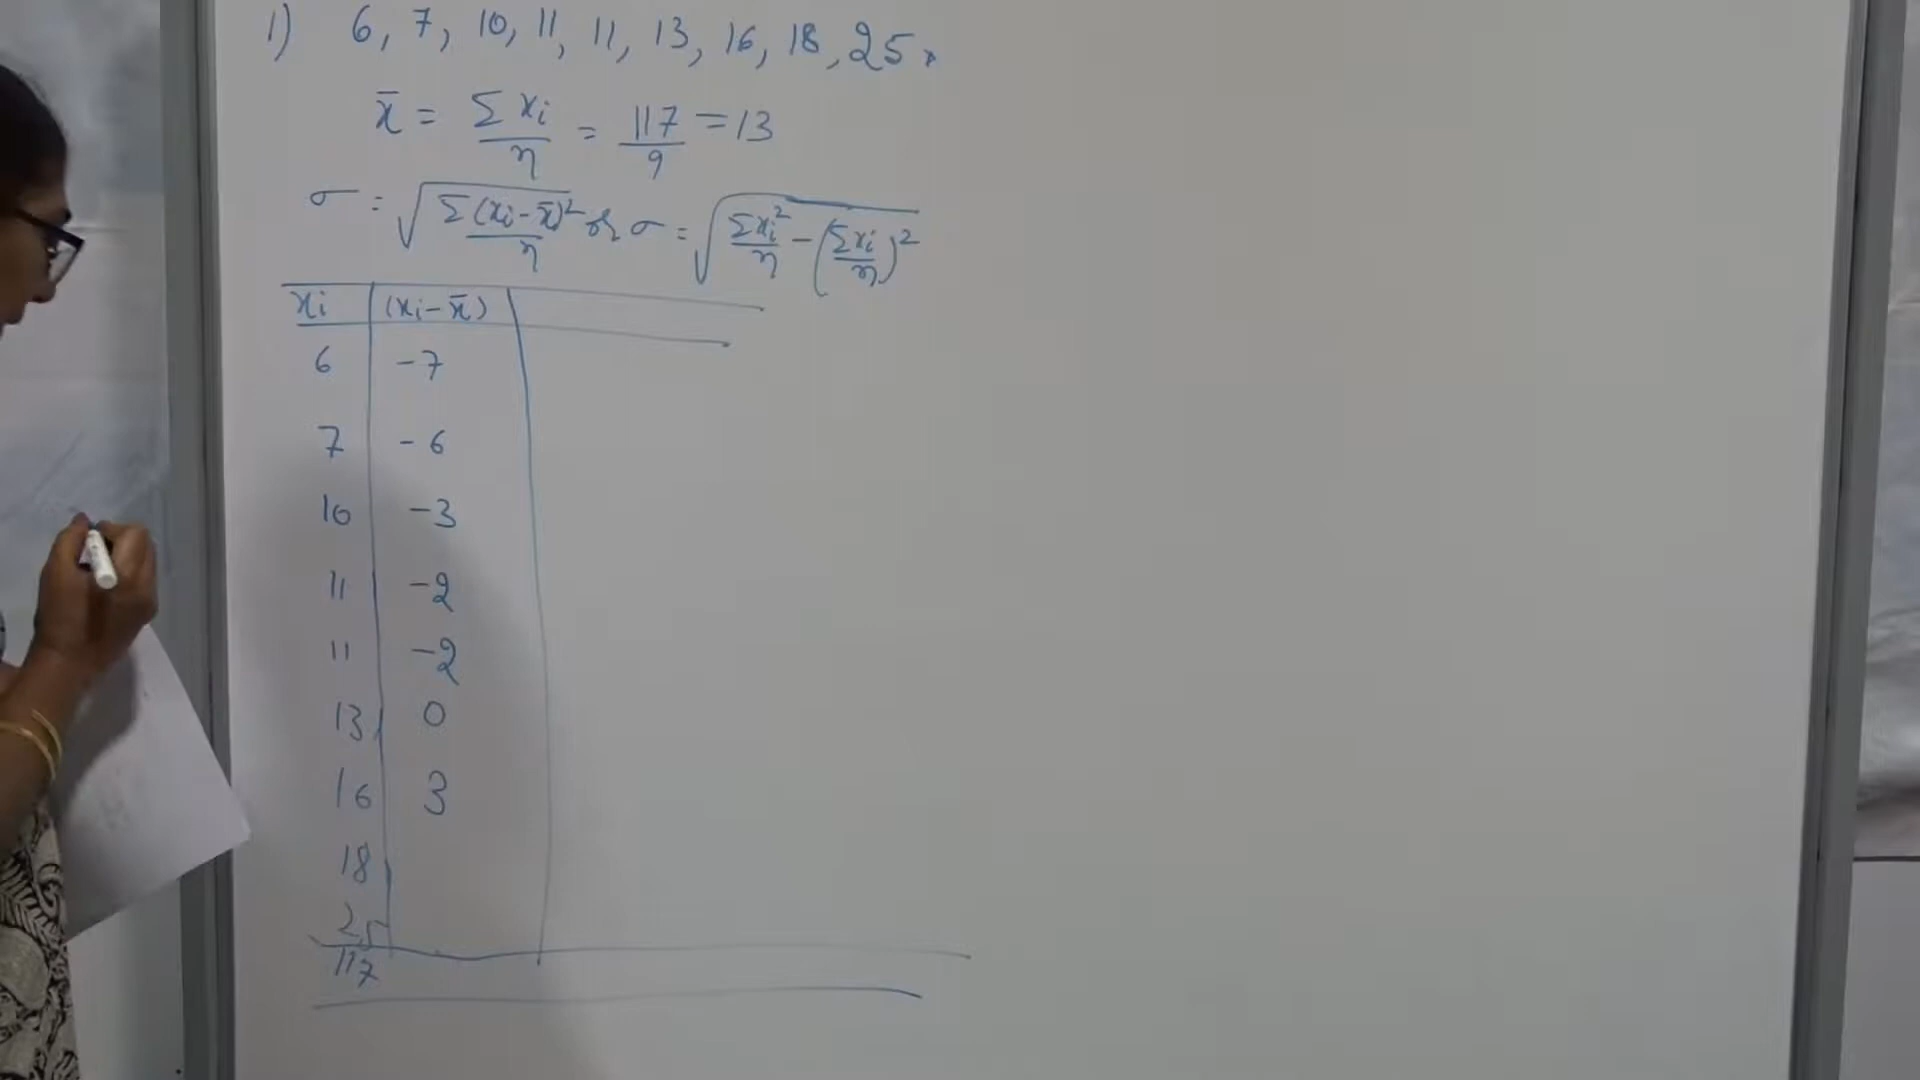 1) 6, 7, 10, 11, 11, 13, 16, 18, 25.
x̄ = Σxi/n = 117/9 = 13
σ = √(Σ(xi-x̄)²/n) or σ = √(Σxi²/n - (Σxi/n)²)
xi (xi-x̄)
6 -7
7 -6
10 -3
11 -2
11 -2
13 0
16 3
18
25
117